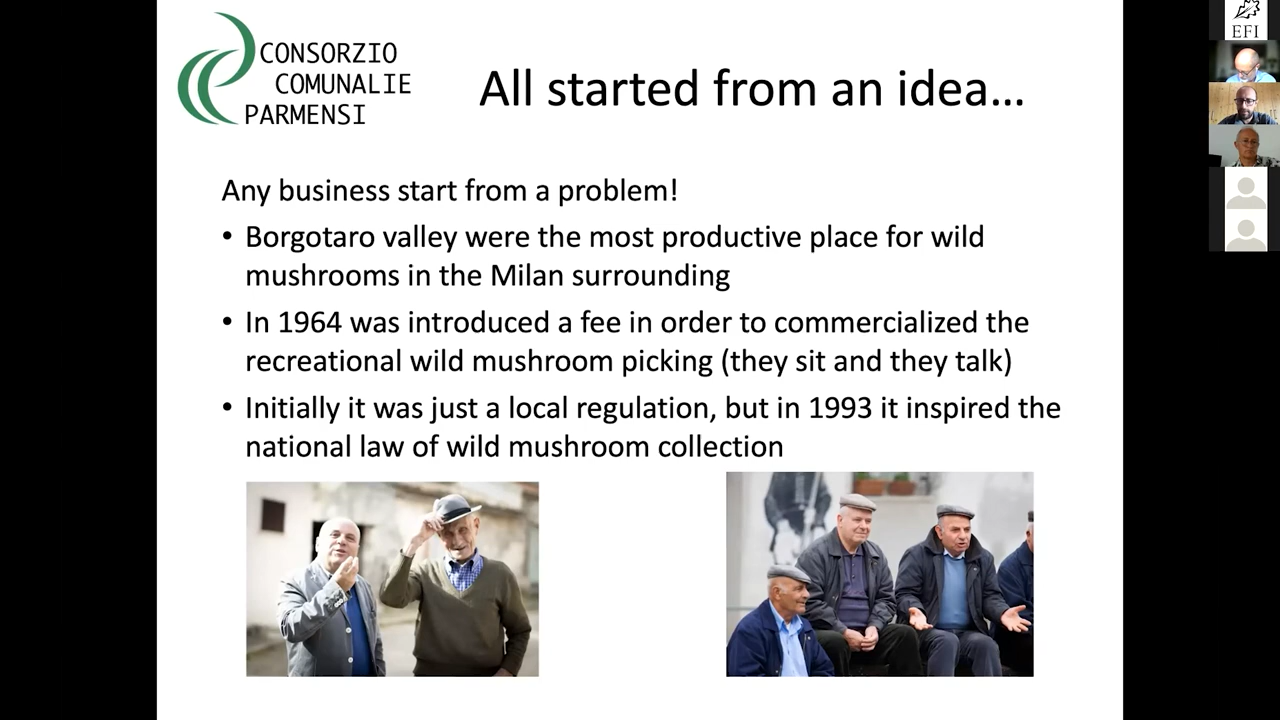 CONSORZIO
COMUNALIE
PARMENSI
All started from an idea...
Any business start from a problem!
• Borgotaro valley were the most productive place for wild
mushrooms in the Milan surrounding
• In 1964 was introduced a fee in order to commercialized the
recreational wild mushroom picking (they sit and they talk)
• Initially it was just a local regulation, but in 1993 it inspired the
national law of wild mushroom collection
EFI